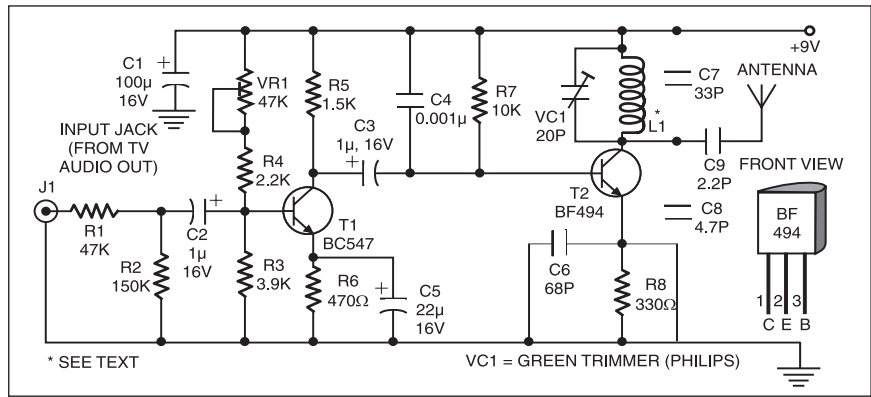 +9V
C1
100µ
16V
VR1
47K
R5
1.5K
C4
0.001µ
R7
10K
VC1
20P
*
L1
C7
33P
ANTENNA
INPUT JACK
(FROM TV
AUDIO OUT)
C3
1µ, 16V
R4
2.2K
C9
2.2P
FRONT VIEW
J1
R1
47K
C2
1µ
16V
T1
BC547
T2
BF494
C8
4.7P
BF
494
R2
150K
R3
3.9K
R6
470Ω
C5
22µ
16V
C6
68P
R8
330Ω
1 2 3
C E B
* SEE TEXT
VC1 = GREEN TRIMMER (PHILIPS)